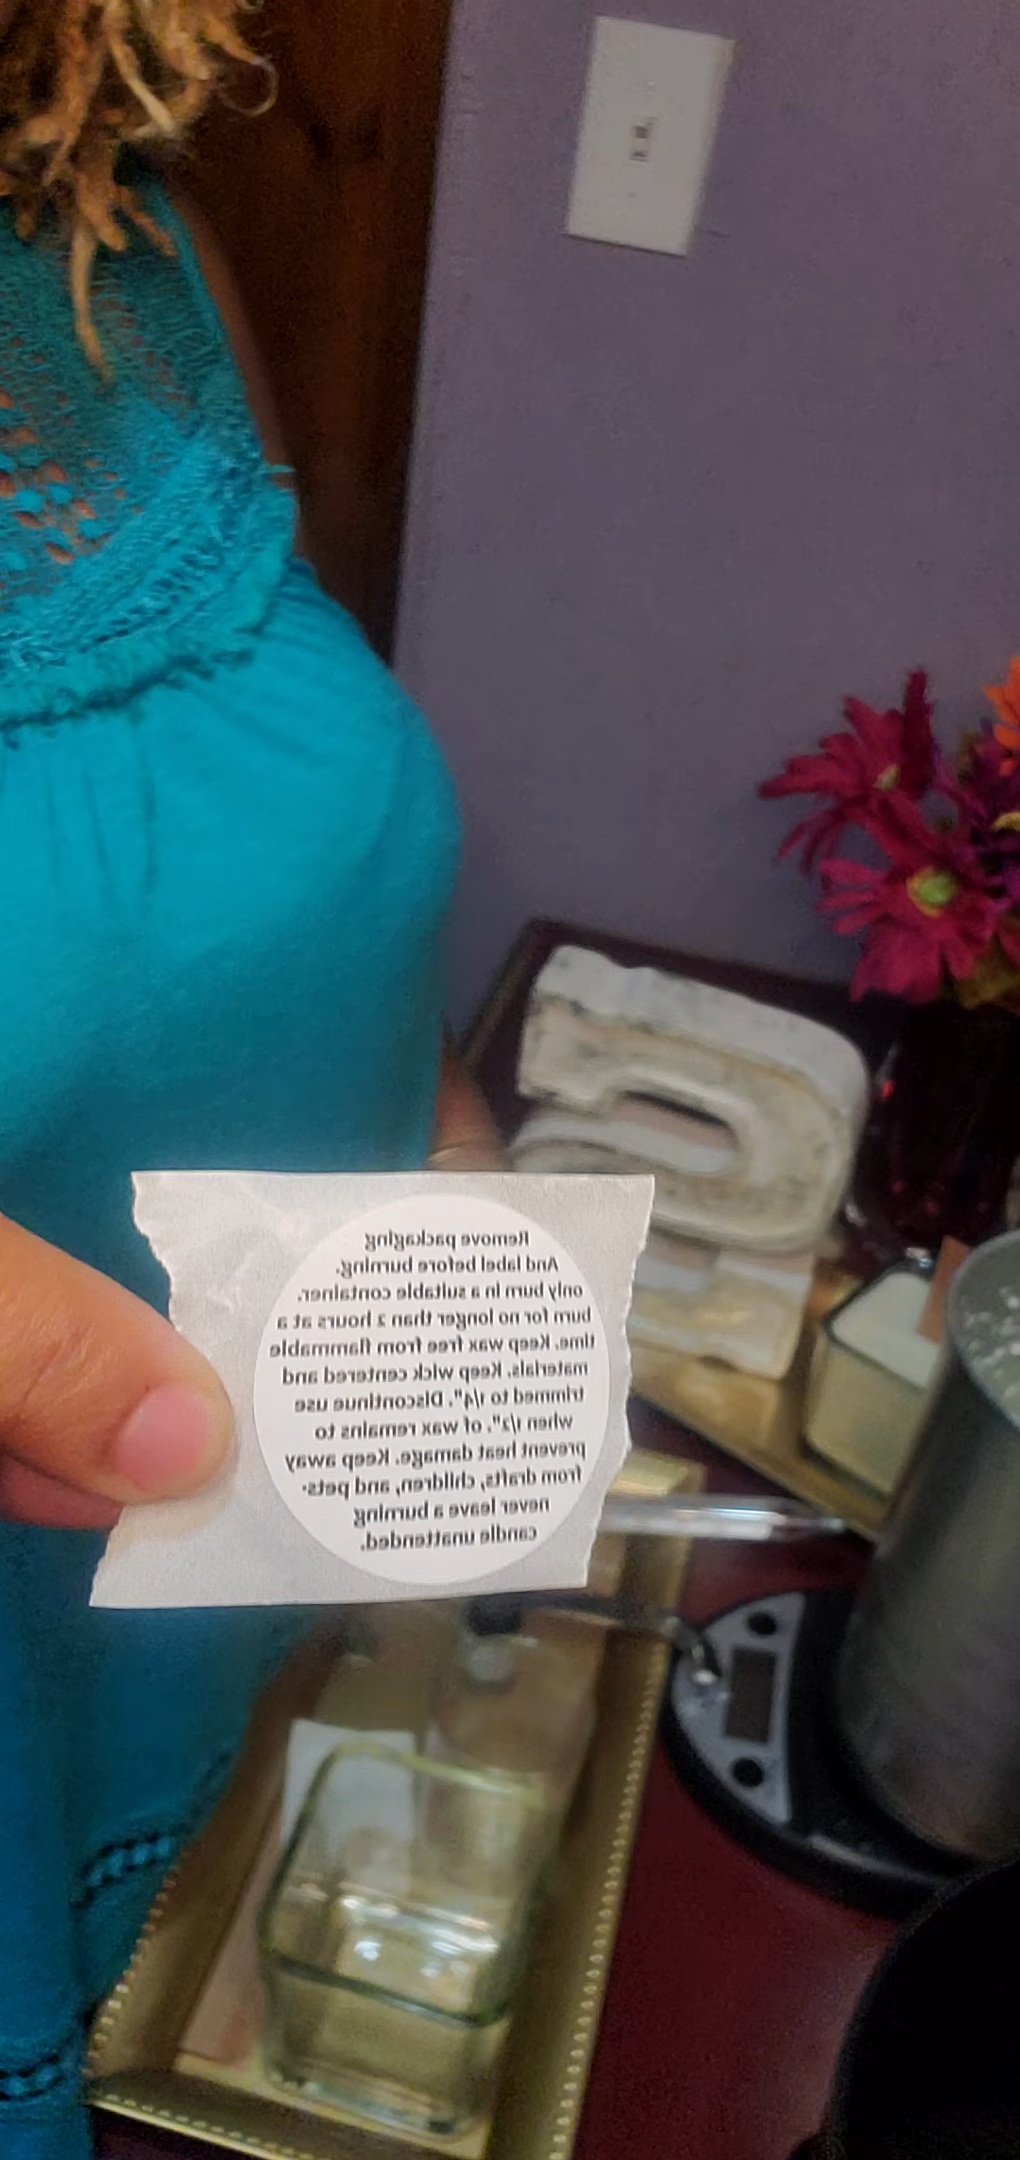 Remove packaging
And label before burning.
only burn in a suitable container.
burn for no longer than 2 hours at a
time. Keep wax free from flammable
materials. Keep wick centered and
trimmed to 1/4". Discontinue use
when 1/2". of wax remains to
prevent heat damage. Keep away
from drafts, children, and pets.
never leave a burning
candle unattended.